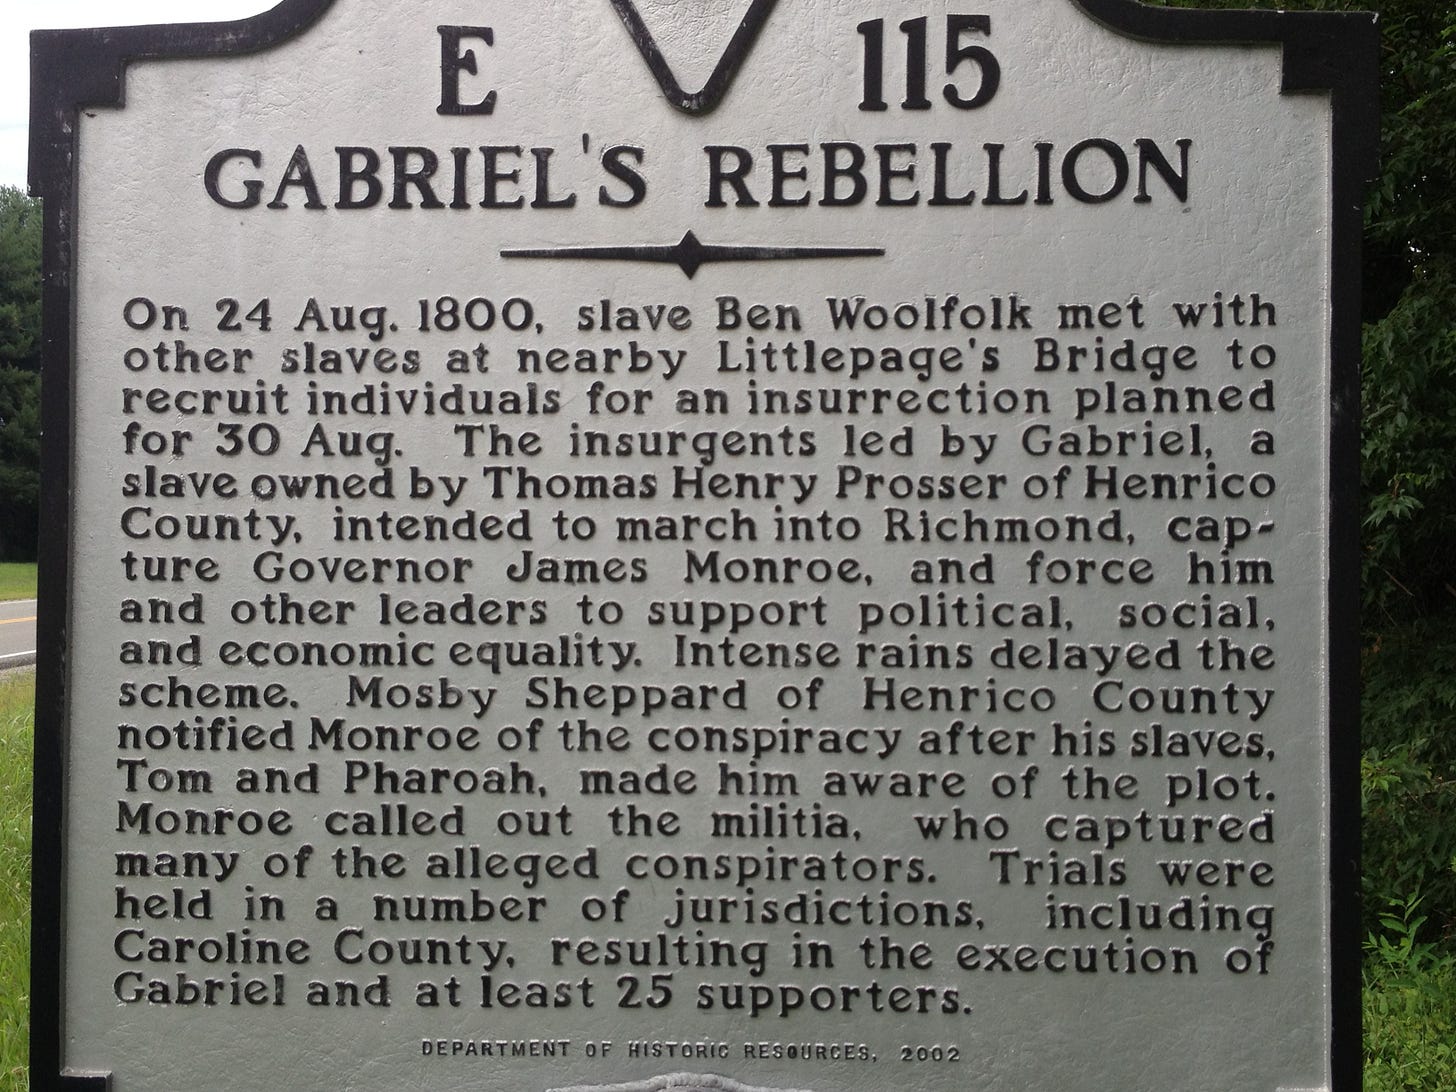 E 115
GABRIEL'S REBELLION
On 24 Aug. 1800, slave Ben Woolfolk met with
other slaves at nearby Littlepage's Bridge to
recruit individuals for an insurrection planned
for 30 Aug. The insurgents led by Gabriel, a
slave owned by Thomas Henry Prosser of Henrico
County, intended to march into Richmond, cap-
ture Governor James Monroe, and force him
and other leaders to support political, social,
and economic equality. Intense rains delayed the
scheme. Mosby Sheppard of Henrico County
notified Monroe of the conspiracy after his slaves,
Tom and Pharoah, made him aware of the plot.
Monroe called out the militia, who captured
many of the alleged conspirators. Trials were
held in a number of jurisdictions, including
Caroline County, resulting in the execution of
Gabriel and at least 25 supporters.
DEPARTMENT OF HISTORIC RESOURCES, 2002